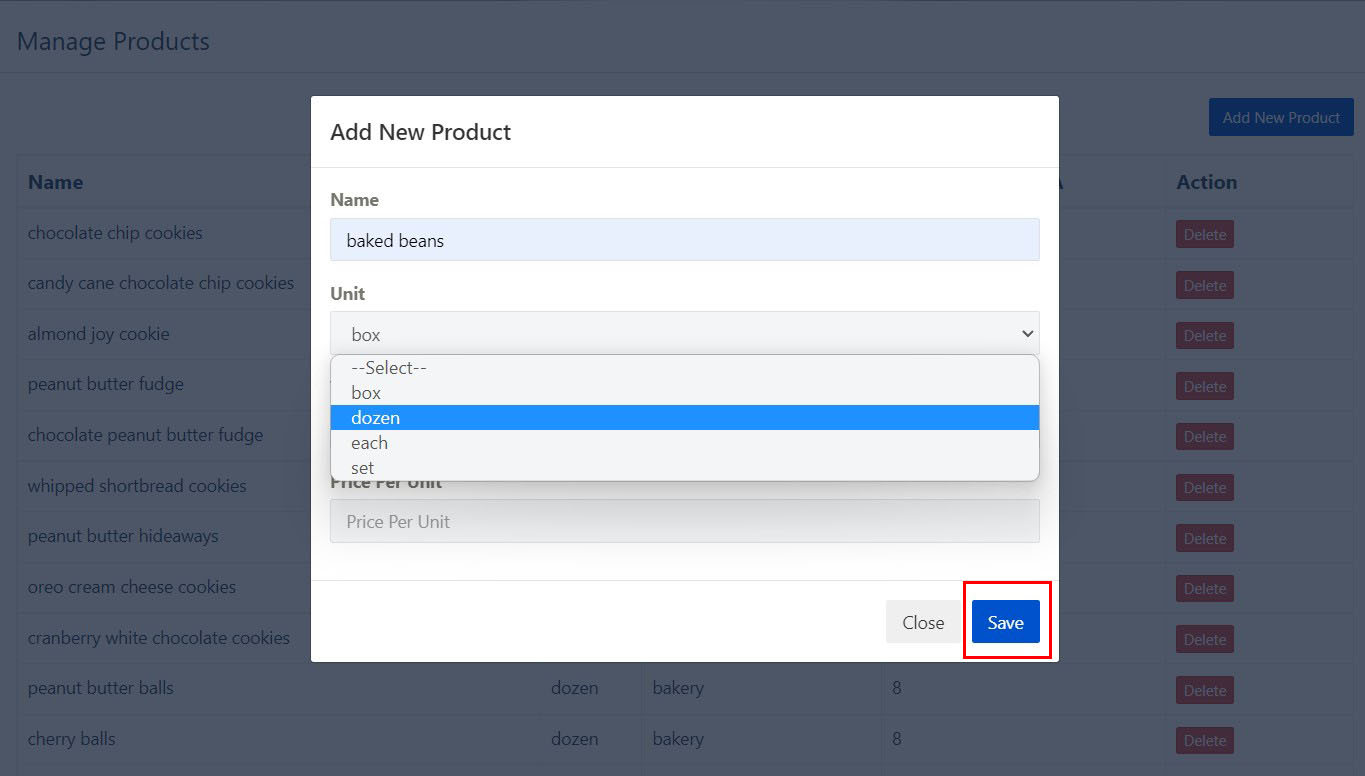 Manage Products
Add New Product
Name Action
chocolate chip cookies Delete
candy cane chocolate chip cookies Delete
almond joy cookie Delete
peanut butter fudge Delete
chocolate peanut butter fudge Delete
whipped shortbread cookies Delete
peanut butter hideaways Delete
oreo cream cheese cookies Delete
cranberry white chocolate cookies Delete
peanut butter balls dozen bakery 8 Delete
cherry balls dozen bakery 8 Delete
Add New Product
Name
baked beans
Unit
box
--Select--
box
dozen
each
set
Price Per Unit
Price Per Unit
Close Save